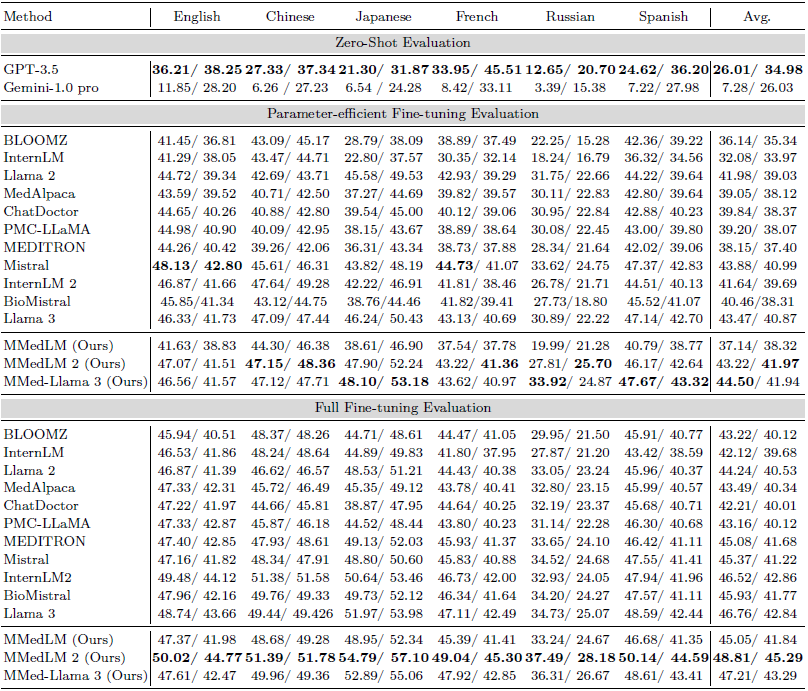 Method English Chinese Japanese French Russian Spanish Avg.
Zero-Shot Evaluation
GPT-3.5 36.21/ 38.25 27.33/ 37.34 21.30/ 31.87 33.95/ 45.51 12.65/ 20.70 24.62/ 36.20 26.01/ 34.98
Gemini-1.0 pro 11.85/ 28.20 6.26 / 27.23 6.54 / 24.28 8.42/ 33.11 3.39/ 15.38 7.22/ 27.98 7.28/ 26.03
Parameter-efficient Fine-tuning Evaluation
BLOOMZ 41.45/ 36.81 43.09/ 45.17 28.79/ 38.09 38.89/ 37.49 22.25/ 15.28 42.36/ 39.22 36.14/ 35.34
InternLM 41.29/ 38.05 43.47/ 44.71 22.80/ 37.57 30.35/ 32.14 18.24/ 16.79 36.32/ 34.56 32.08/ 33.97
Llama 2 44.72/ 39.34 42.69/ 43.71 45.58/ 49.53 42.93/ 39.29 31.75/ 22.66 44.22/ 39.64 41.98/ 39.03
MedAlpaca 43.59/ 39.52 40.71/ 42.50 37.27/ 44.69 39.82/ 39.57 30.11/ 22.83 42.80/ 39.64 39.05/ 38.12
ChatDoctor 44.65/ 40.26 40.88/ 42.80 39.54/ 45.00 40.12/ 39.06 30.95/ 22.84 42.88/ 40.23 39.84/ 38.37
PMC-LLaMA 44.98/ 40.90 40.09/ 42.95 38.15/ 43.67 38.89/ 38.64 30.08/ 22.45 43.00/ 39.80 39.20/ 38.07
MEDITRON 44.26/ 40.42 39.26/ 42.06 36.31/ 43.34 38.73/ 37.88 28.34/ 21.64 42.02/ 39.06 38.15/ 37.40
Mistral 48.13/ 42.80 45.61/ 46.31 43.82/ 48.19 44.73/ 41.07 33.62/ 24.75 47.37/ 42.83 43.88/ 40.99
InternLM 2 46.87/ 41.66 47.64/ 49.28 42.22/ 46.91 41.81/ 38.46 26.78/ 21.71 44.51/ 40.13 41.64/ 39.69
BioMistral 45.85/41.34 43.12/44.75 38.76/44.46 41.82/39.41 27.73/18.80 45.52/41.07 40.46/38.31
Llama 3 46.33/ 41.73 47.09/ 47.44 46.24/ 50.43 43.13/ 40.69 30.89/ 22.22 47.14/ 42.70 43.47/ 40.87
MMedLM (Ours) 41.63/ 38.83 44.30/ 46.38 38.61/ 46.90 37.54/ 37.78 19.99/ 21.28 40.79/ 38.77 37.14/ 38.32
MMedLM 2 (Ours) 47.07/ 41.51 47.15/ 48.36 47.90/ 52.24 43.22/ 41.36 27.81/ 25.70 46.17/ 42.64 43.22/ 41.97
MMed-Llama 3 (Ours) 46.56/ 41.57 47.12/ 47.71 48.10/ 53.18 43.62/ 40.97 33.92/ 24.87 47.67/ 43.32 44.50/ 41.94
Full Fine-tuning Evaluation
BLOOMZ 45.94/ 40.51 48.37/ 48.26 44.71/ 48.61 44.47/ 41.05 29.95/ 21.50 45.91/ 40.77 43.22/ 40.12
InternLM 46.53/ 41.86 48.24/ 48.64 44.89/ 49.83 41.80/ 37.95 27.87/ 21.20 43.42/ 38.59 42.12/ 39.68
Llama 2 46.87/ 41.39 46.62/ 46.57 48.53/ 51.21 44.43/ 40.38 33.05/ 23.24 45.96/ 40.37 44.24/ 40.53
MedAlpaca 47.33/ 42.31 45.72/ 46.49 45.35/ 49.12 43.78/ 40.41 32.80/ 23.15 45.99/ 40.57 43.49/ 40.34
ChatDoctor 47.22/ 41.97 44.66/ 45.81 38.87/ 47.95 44.64/ 40.25 32.19/ 23.37 45.68/ 40.71 42.21/ 40.01
PMC-LLaMA 47.33/ 42.87 45.87/ 46.18 44.52/ 48.44 43.80/ 40.23 31.14/ 22.28 46.30/ 40.68 43.16/ 40.12
MEDITRON 47.40/ 42.85 47.93/ 48.61 49.13/ 52.03 45.93/ 41.37 33.65/ 24.10 46.42/ 41.11 45.08/ 41.68
Mistral 47.16/ 41.82 48.34/ 47.91 48.80/ 50.60 45.83/ 40.88 34.52/ 24.68 47.55/ 41.41 45.37/ 41.22
InternLM2 49.48/ 44.12 51.38/ 51.58 50.64/ 53.46 46.73/ 42.00 32.93/ 24.05 47.94/ 41.96 46.52/ 42.86
BioMistral 47.96/ 42.16 49.76/ 49.33 49.73/ 52.12 46.34/ 41.64 34.20/ 24.27 47.57/ 41.11 45.93/ 41.77
Llama 3 48.74/ 43.66 49.44/ 49.426 51.97/ 53.98 47.11/ 42.49 34.73/ 25.07 48.59/ 42.44 46.76/ 42.84
MMedLM (Ours) 47.37/ 41.98 48.68/ 49.28 48.95/ 52.34 45.39/ 41.41 33.24/ 24.67 46.68/ 41.35 45.05/ 41.84
MMedLM 2 (Ours) 50.02/ 44.77 51.39/ 51.78 54.79/ 57.10 49.04/ 45.30 37.49/ 28.18 50.14/ 44.59 48.81/ 45.29
MMed-Llama 3 (Ours) 47.61/ 42.47 49.96/ 49.36 52.89/ 55.06 47.92/ 42.85 36.31/ 26.67 48.61/ 43.41 47.21/ 43.29